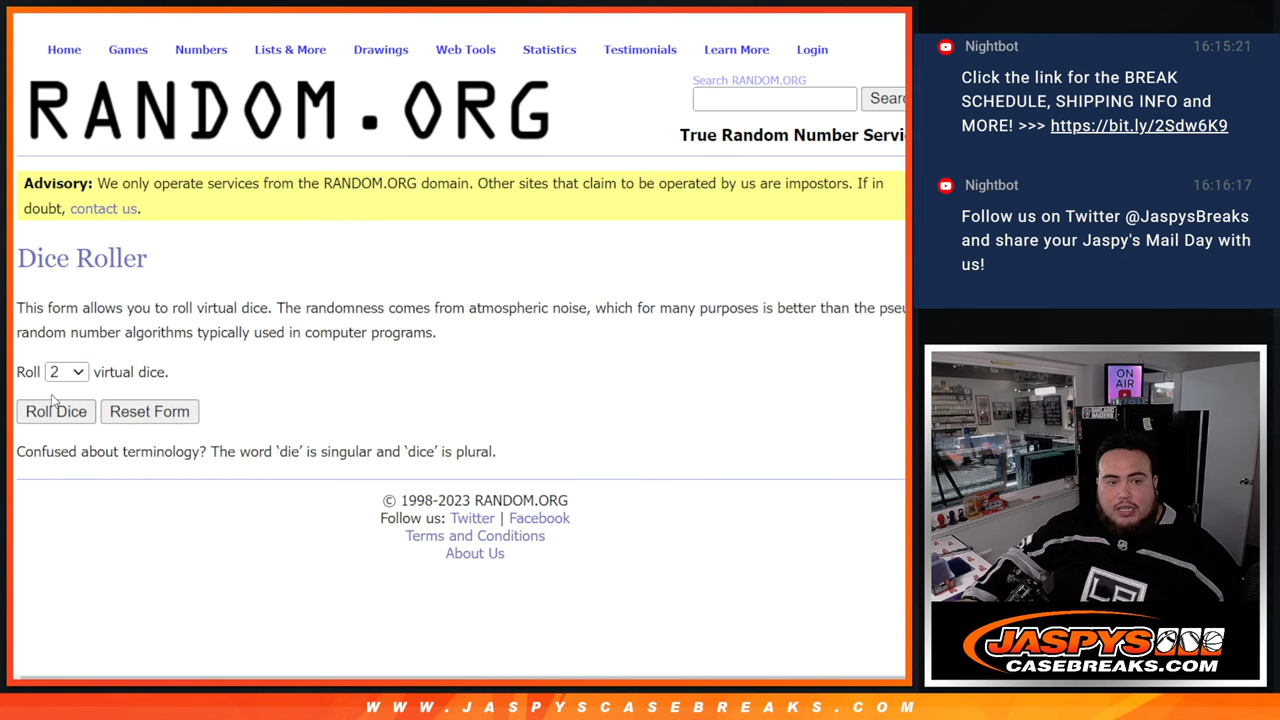 Home Games Numbers Lists & More Drawings Web Tools Statistics Testimonials Learn More Login
RANDOM.ORG
Search RANDOM.ORG
Searc
True Random Number Servi
Advisory: We only operate services from the RANDOM.ORG domain. Other sites that claim to be operated by us are impostors. If in
doubt, contact us.
Dice Roller
This form allows you to roll virtual dice. The randomness comes from atmospheric noise, which for many purposes is better than the pseu
random number algorithms typically used in computer programs.
Roll 2 virtual dice.
Roll Dice Reset Form
Confused about terminology? The word ‘die’ is singular and ‘dice’ is plural.
© 1998-2023 RANDOM.ORG
Follow us: Twitter | Facebook
Terms and Conditions
About Us
Nightbot 16:15:21
Click the link for the BREAK
SCHEDULE, SHIPPING INFO and
MORE! >>> https://bit.ly/2Sdw6K9
Nightbot 16:16:17
Follow us on Twitter @JaspysBreaks
and share your Jaspy's Mail Day with
us!
ON
AIR
LA
JASPYS
CASEBREAKS.COM
WWW.JASPYSCASEBREAKS.COM